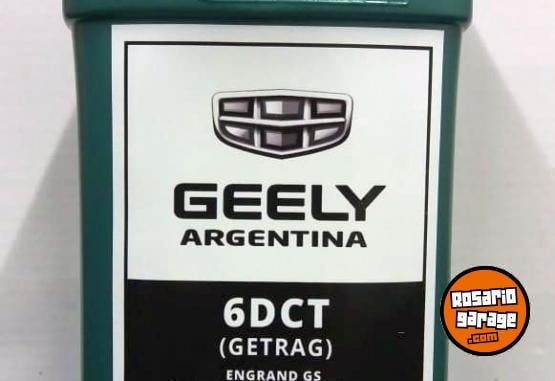 GEELY
ARGENTINA
6DCT
(GETRAG)
ENGRAND GS
Rosario
garage
.com